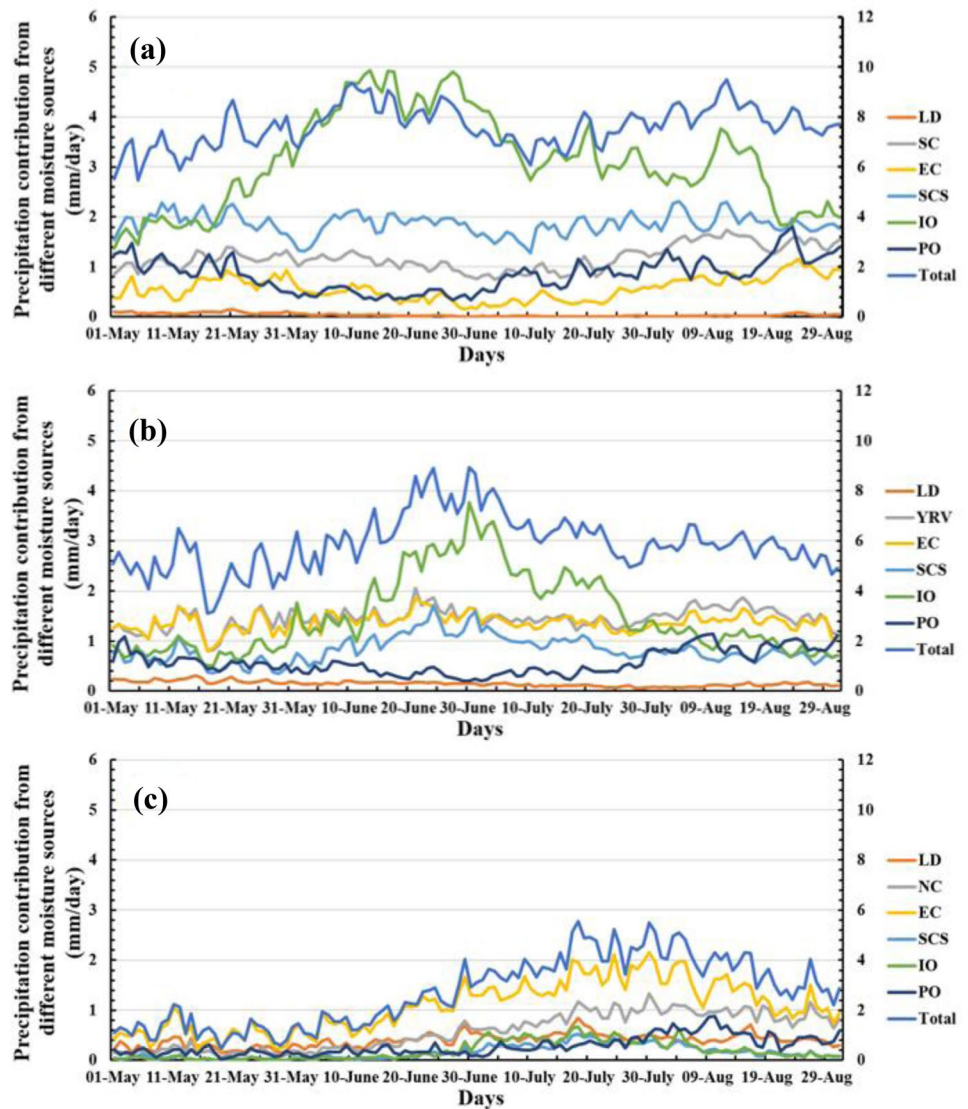 Precipitation contribution from
different moisture sources
(mm/day)
(a)
6
5
4
3
2
1
0
12
10
8
6
4
2
0
01-May 11-May 21-May 31-May 10-June 20-June 30-June 10-July 20-July 30-July 09-Aug 19-Aug 29-Aug
Days
LD
SC
EC
SCS
IO
PO
Total
Precipitation contribution from
different moisture sources
(mm/day)
(b)
6
5
4
3
2
1
0
12
10
8
6
4
2
0
01-May 11-May 21-May 31-May 10-June 20-June 30-June 10-July 20-July 30-July 09-Aug 19-Aug 29-Aug
Days
LD
YRV
EC
SCS
IO
PO
Total
Precipitation contribution from
different moisture sources
(mm/day)
(c)
6
5
4
3
2
1
0
12
10
8
6
4
2
0
01-May 11-May 21-May 31-May 10-June 20-June 30-June 10-July 20-July 30-July 09-Aug 19-Aug 29-Aug
Days
LD
NC
EC
SCS
IO
PO
Total